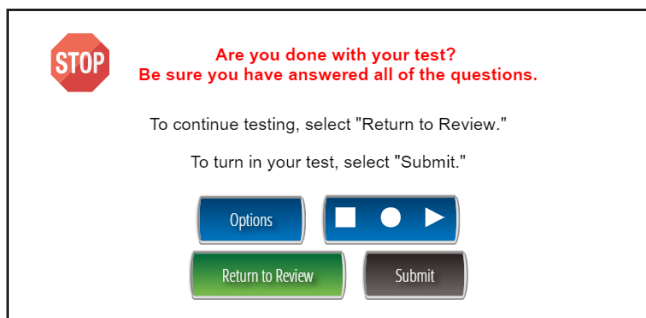 STOP
Are you done with your test?
Be sure you have answered all of the questions.
To continue testing, select "Return to Review."
To turn in your test, select "Submit."
Options
Return to Review
Submit